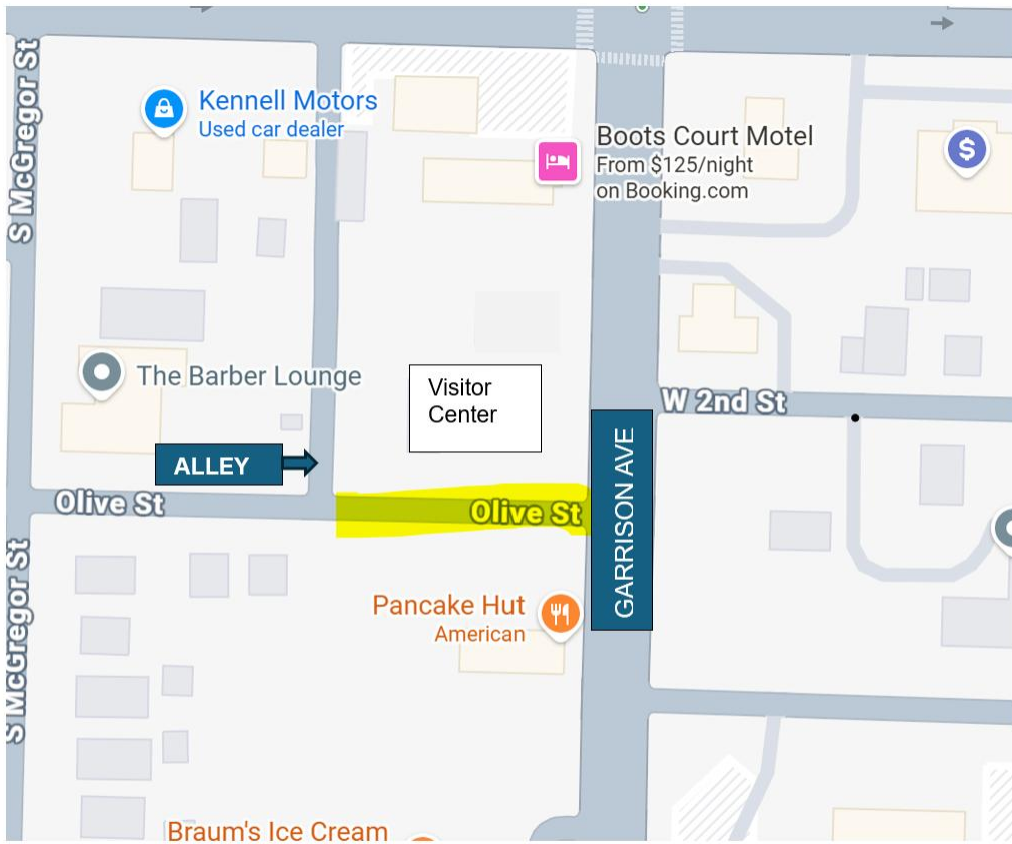 S McGregor St
Kennell Motors
Used car dealer
Boots Court Motel
From $125/night
on Booking.com
$
The Barber Lounge
Visitor
Center
W 2nd St
ALLEY
Olive St
Olive St
GARRISON AVE
S McGregor St
Pancake Hut
American
Braum's Ice Cream